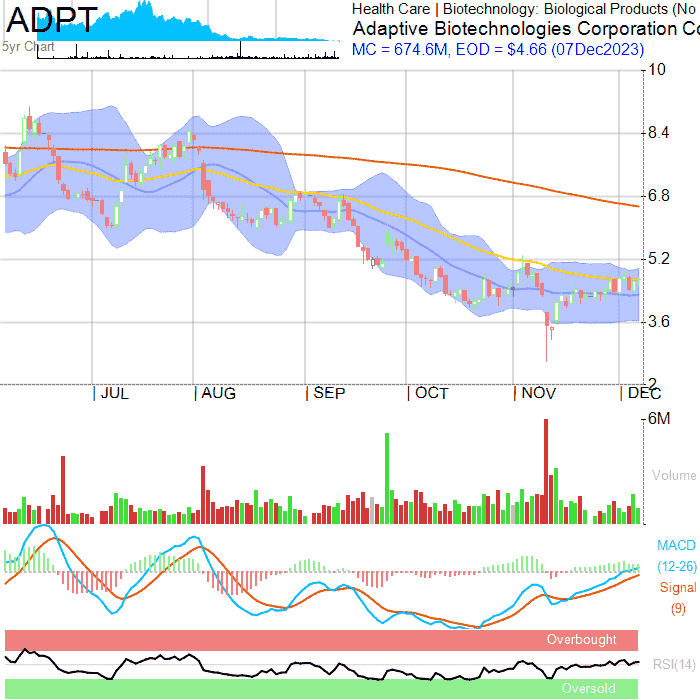 ADPT
5yr Chart
Health Care | Biotechnology: Biological Products (No
Adaptive Biotechnologies Corporation Co
MC = 674.6M, EOD = $4.66 (07Dec2023)
10
8.4
6.8
5.2
3.6
2
JUL
AUG
SEP
OCT
NOV
DEC
6M
Volume
MACD
(12-26)
Signal
(9)
Overbought
RSI(14)
Oversold